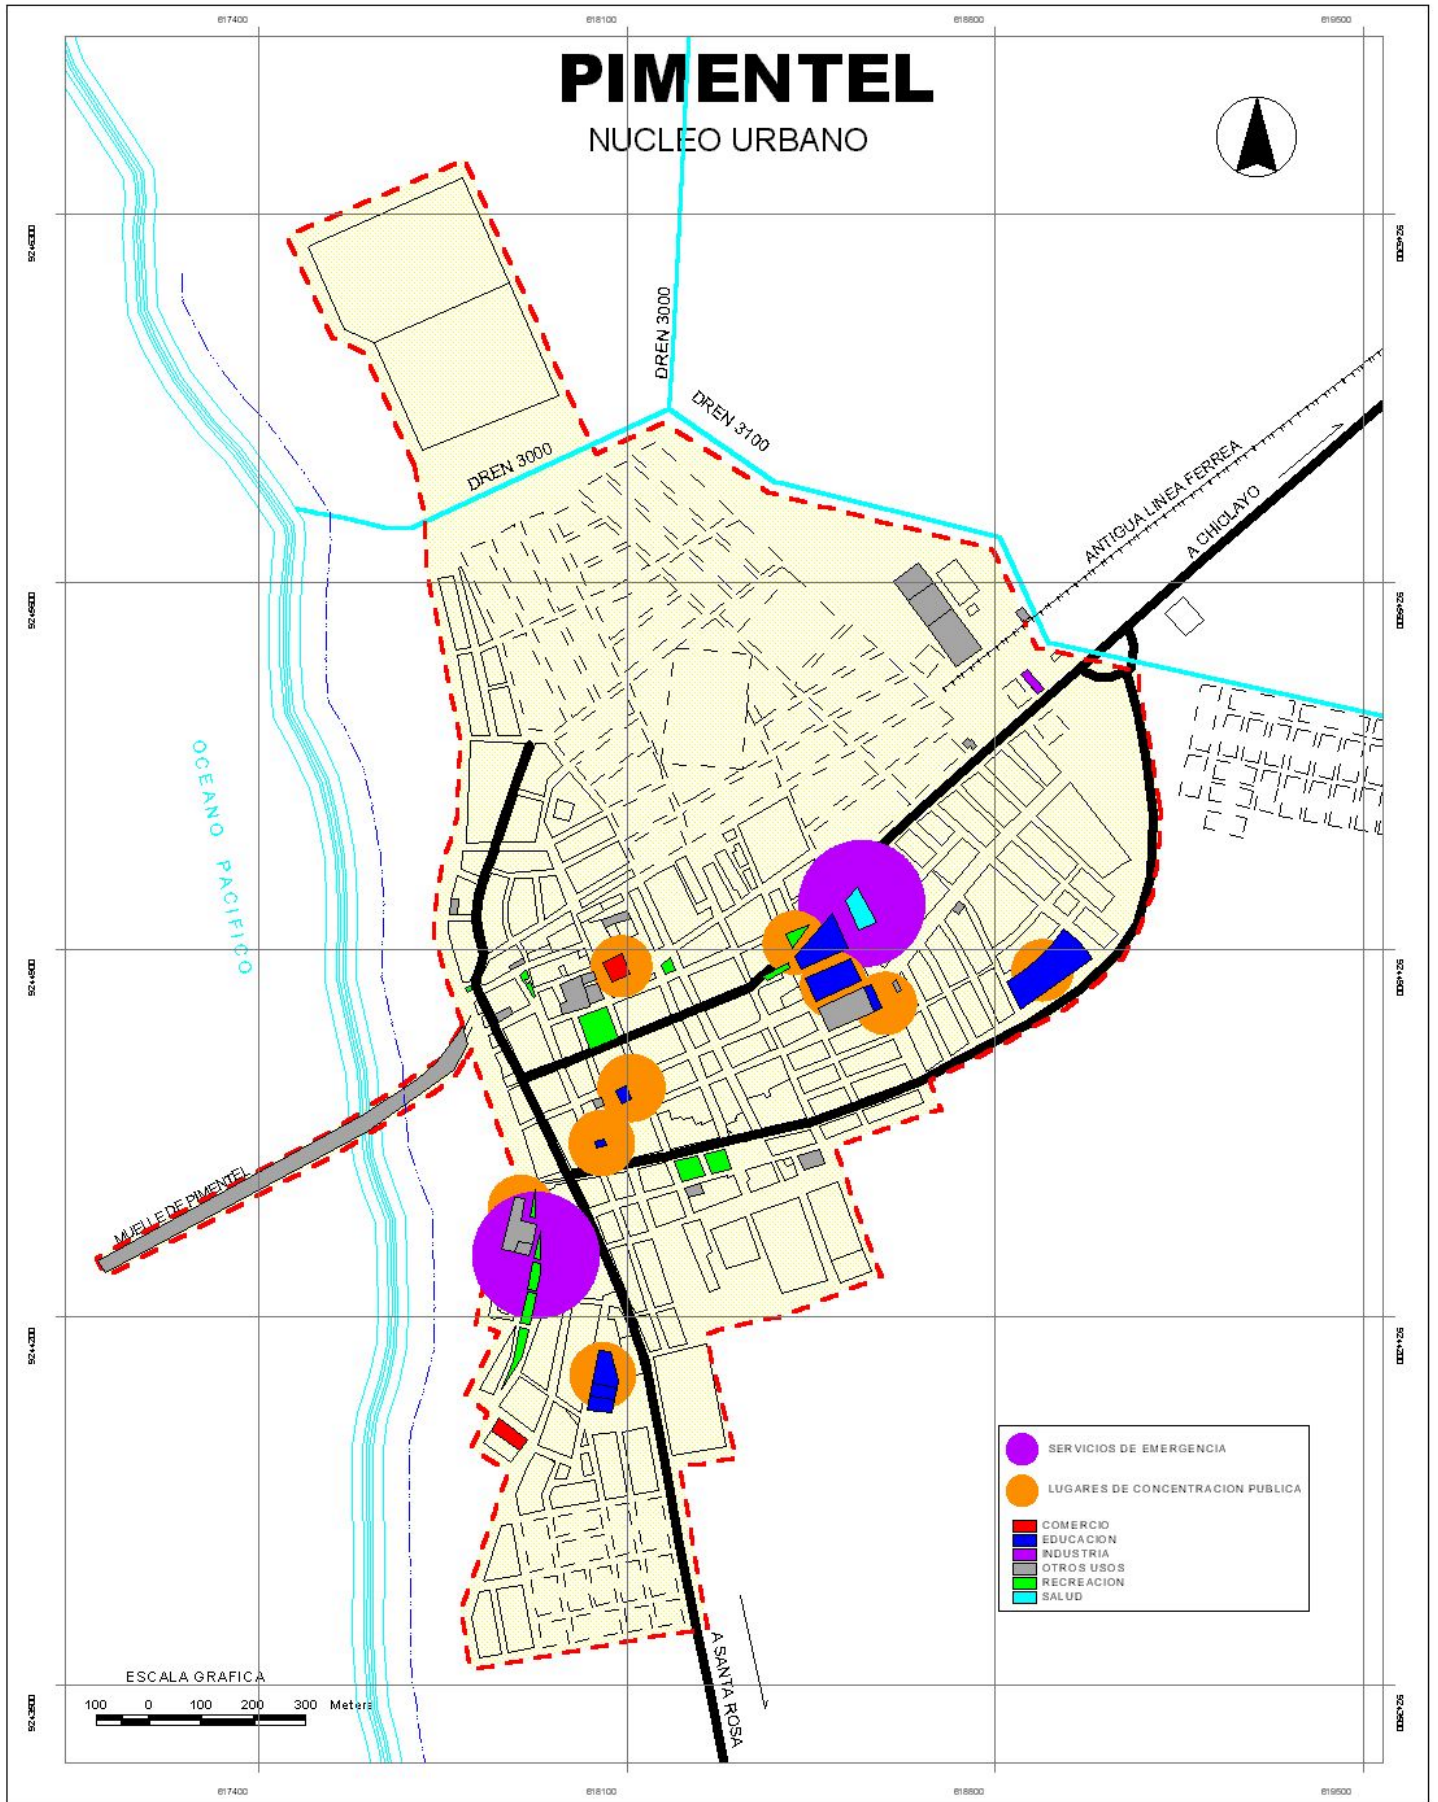 617400 618100 618800 619500
PIMENTEL
NUCLEO URBANO
DREN 3000
DREN 3100
DREN 3000
ANTIGUA LINEA FERREA
A CHICLAYO
OCEANO PACIFICO
MUELLE DE PIMENTEL
SERVICIOS DE EMERGENCIA
LUGARES DE CONCENTRACION PUBLICA
COMERCIO
EDUCACION
INDUSTRIA
OTROS USOS
RECREACION
SALUD
A SANTA ROSA
ESCALA GRAFICA
100 0 100 200 300 Meters
617400 618100 618800 619500